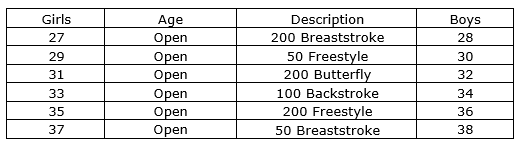 Girls Age Description Boys
27 Open 200 Breaststroke 28
29 Open 50 Freestyle 30
31 Open 200 Butterfly 32
33 Open 100 Backstroke 34
35 Open 200 Freestyle 36
37 Open 50 Breaststroke 38